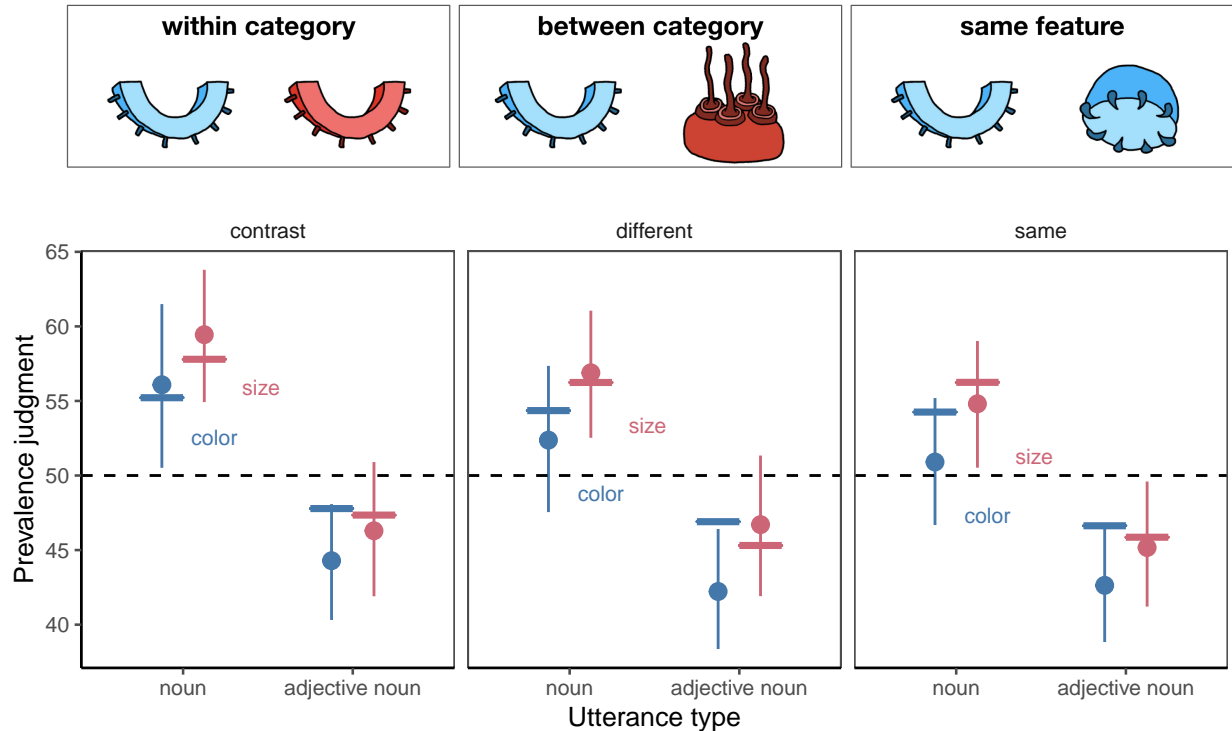 within category
between category
same feature
contrast
different
same
Prevalence judgment
65
60
55
50
45
40
size
color
size
color
size
color
noun
adjective noun
noun
adjective noun
noun
adjective noun
Utterance type